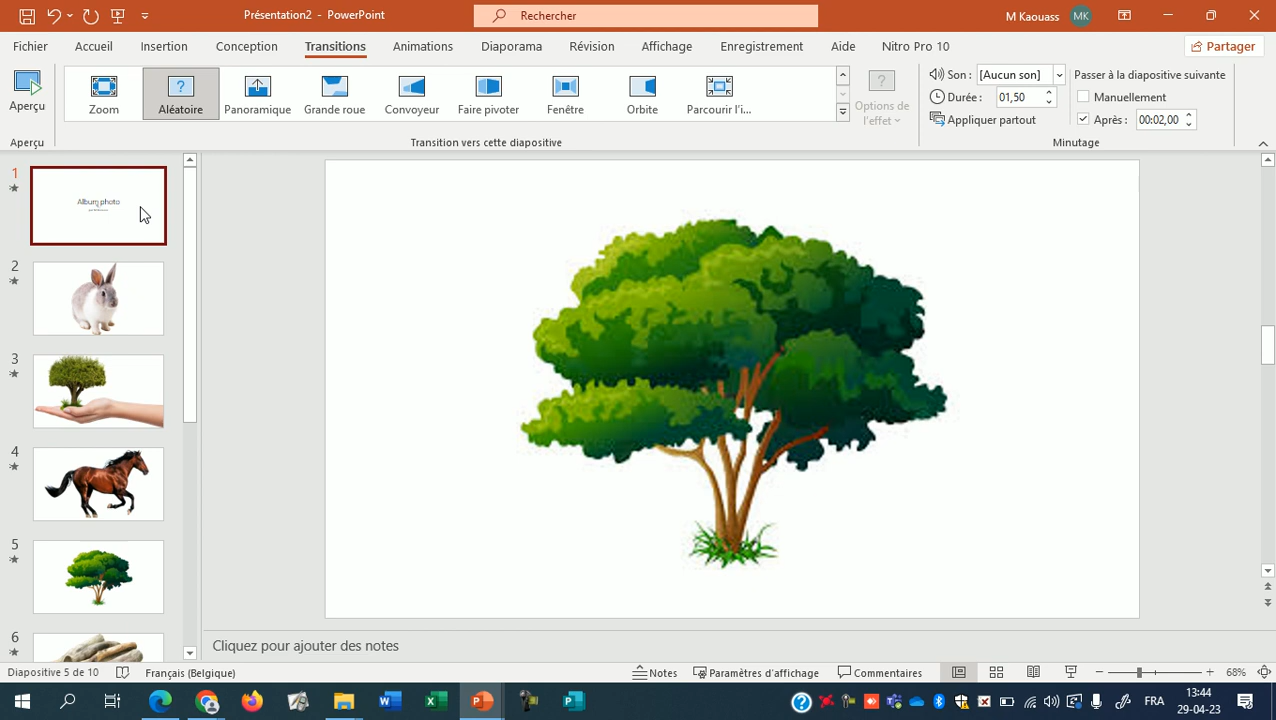 Présentation2 - PowerPoint
Rechercher
M Kaouass MK
Fichier Accueil Insertion Conception Transitions Animations Diaporama Révision Affichage Enregistrement Aide Nitro Pro 10 Partager
Aperçu
Zoom Aléatoire Panoramique Grande roue Convoyeur Faire pivoter Fenêtre Orbite Parcourir l'i...
Options de
l'effet
Son : [Aucun son]
Durée : 01,50
Appliquer partout
Passer à la diapositive suivante
Manuellement
Après : 00:02,00
Aperçu Transition vers cette diapositive Minutage
1
Album photo
2
3
4
5
6
Cliquez pour ajouter des notes
Diapositive 5 de 10 Français (Belgique) Notes Paramètres d'affichage Commentaires 68%
FRA
13:44
29-04-23